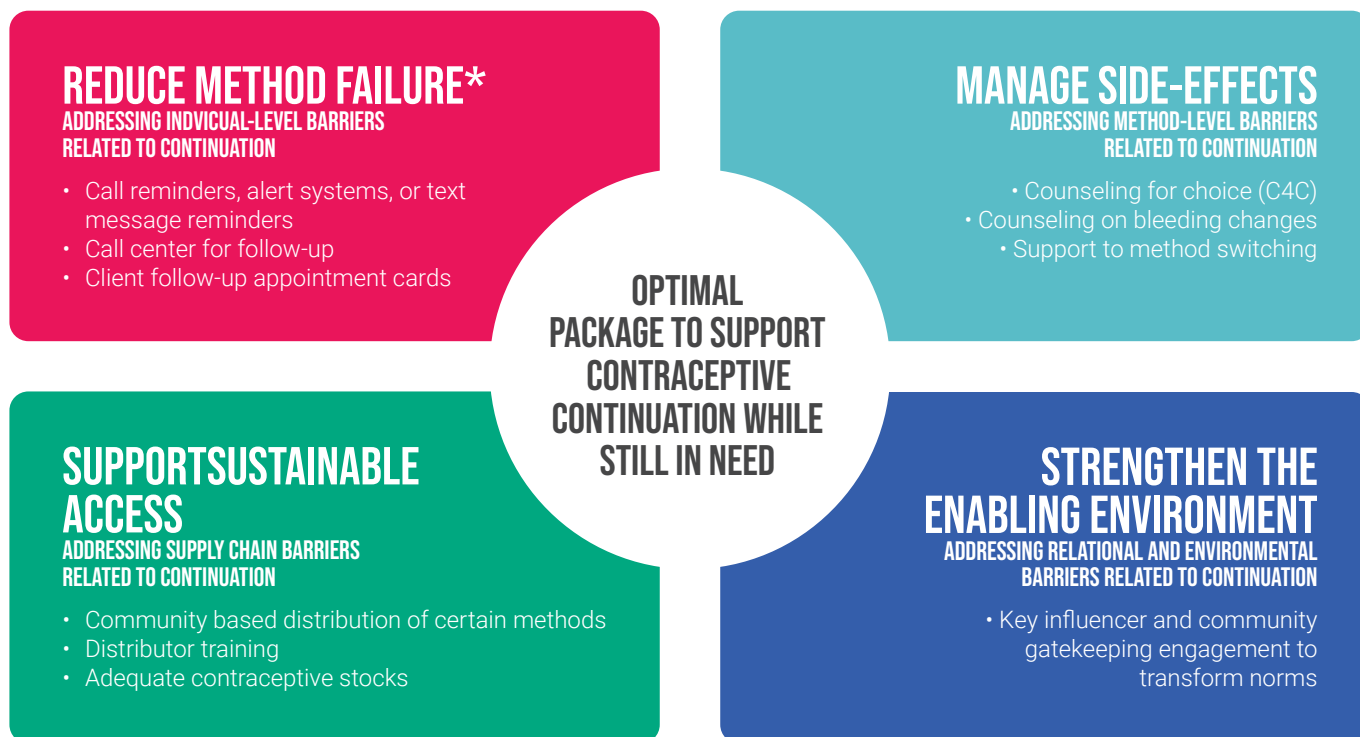 REDUCE METHOD FAILURE*
ADDRESSING INDVICUAL-LEVEL BARRIERS
RELATED TO CONTINUATION
• Call reminders, alert systems, or text
message reminders
• Call center for follow-up
• Client follow-up appointment cards
MANAGE SIDE-EFFECTS
ADDRESSING METHOD-LEVEL BARRIERS
RELATED TO CONTINUATION
• Counseling for choice (C4C)
• Counseling on bleeding changes
• Support to method switching
OPTIMAL
PACKAGE TO SUPPORT
CONTRACEPTIVE
CONTINUATION WHILE
STILL IN NEED
SUPPORTSUSTAINABLE
ACCESS
ADDRESSING SUPPLY CHAIN BARRIERS
RELATED TO CONTINUATION
• Community based distribution of certain methods
• Distributor training
• Adequate contraceptive stocks
STRENGTHEN THE
ENABLING ENVIRONMENT
ADDRESSING RELATIONAL AND ENVIRONMENTAL
BARRIERS RELATED TO CONTINUATION
• Key influencer and community
gatekeeping engagement to
transform norms